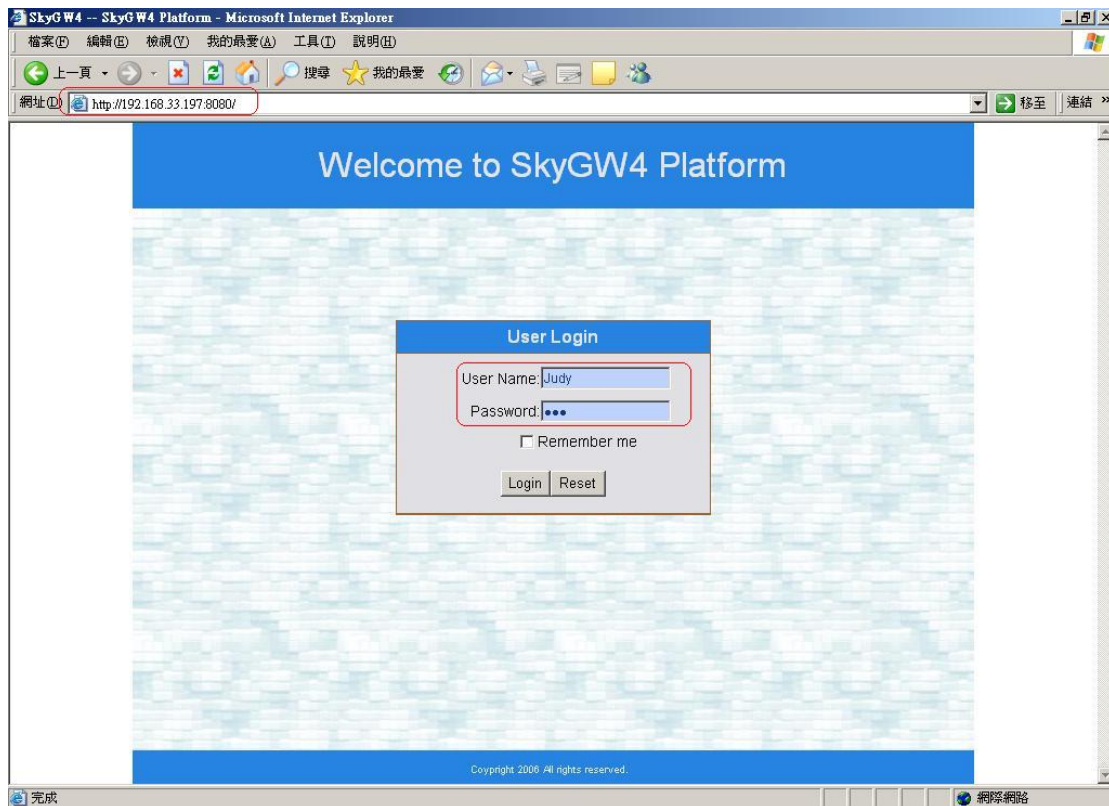 SkyGW4 -- SkyGW4 Platform - Microsoft Internet Explorer
檔案(F) 編輯(E) 檢視(V) 我的最愛(A) 工具(T) 說明(H)
上一頁 搜尋 我的最愛
網址(D) http://192.168.33.197:8080/ 移至 連結 »
Welcome to SkyGW4 Platform
User Login
User Name: Judy
Password: •••
Remember me
Login Reset
Coypright 2006 All rights reserved.
完成 網際網路